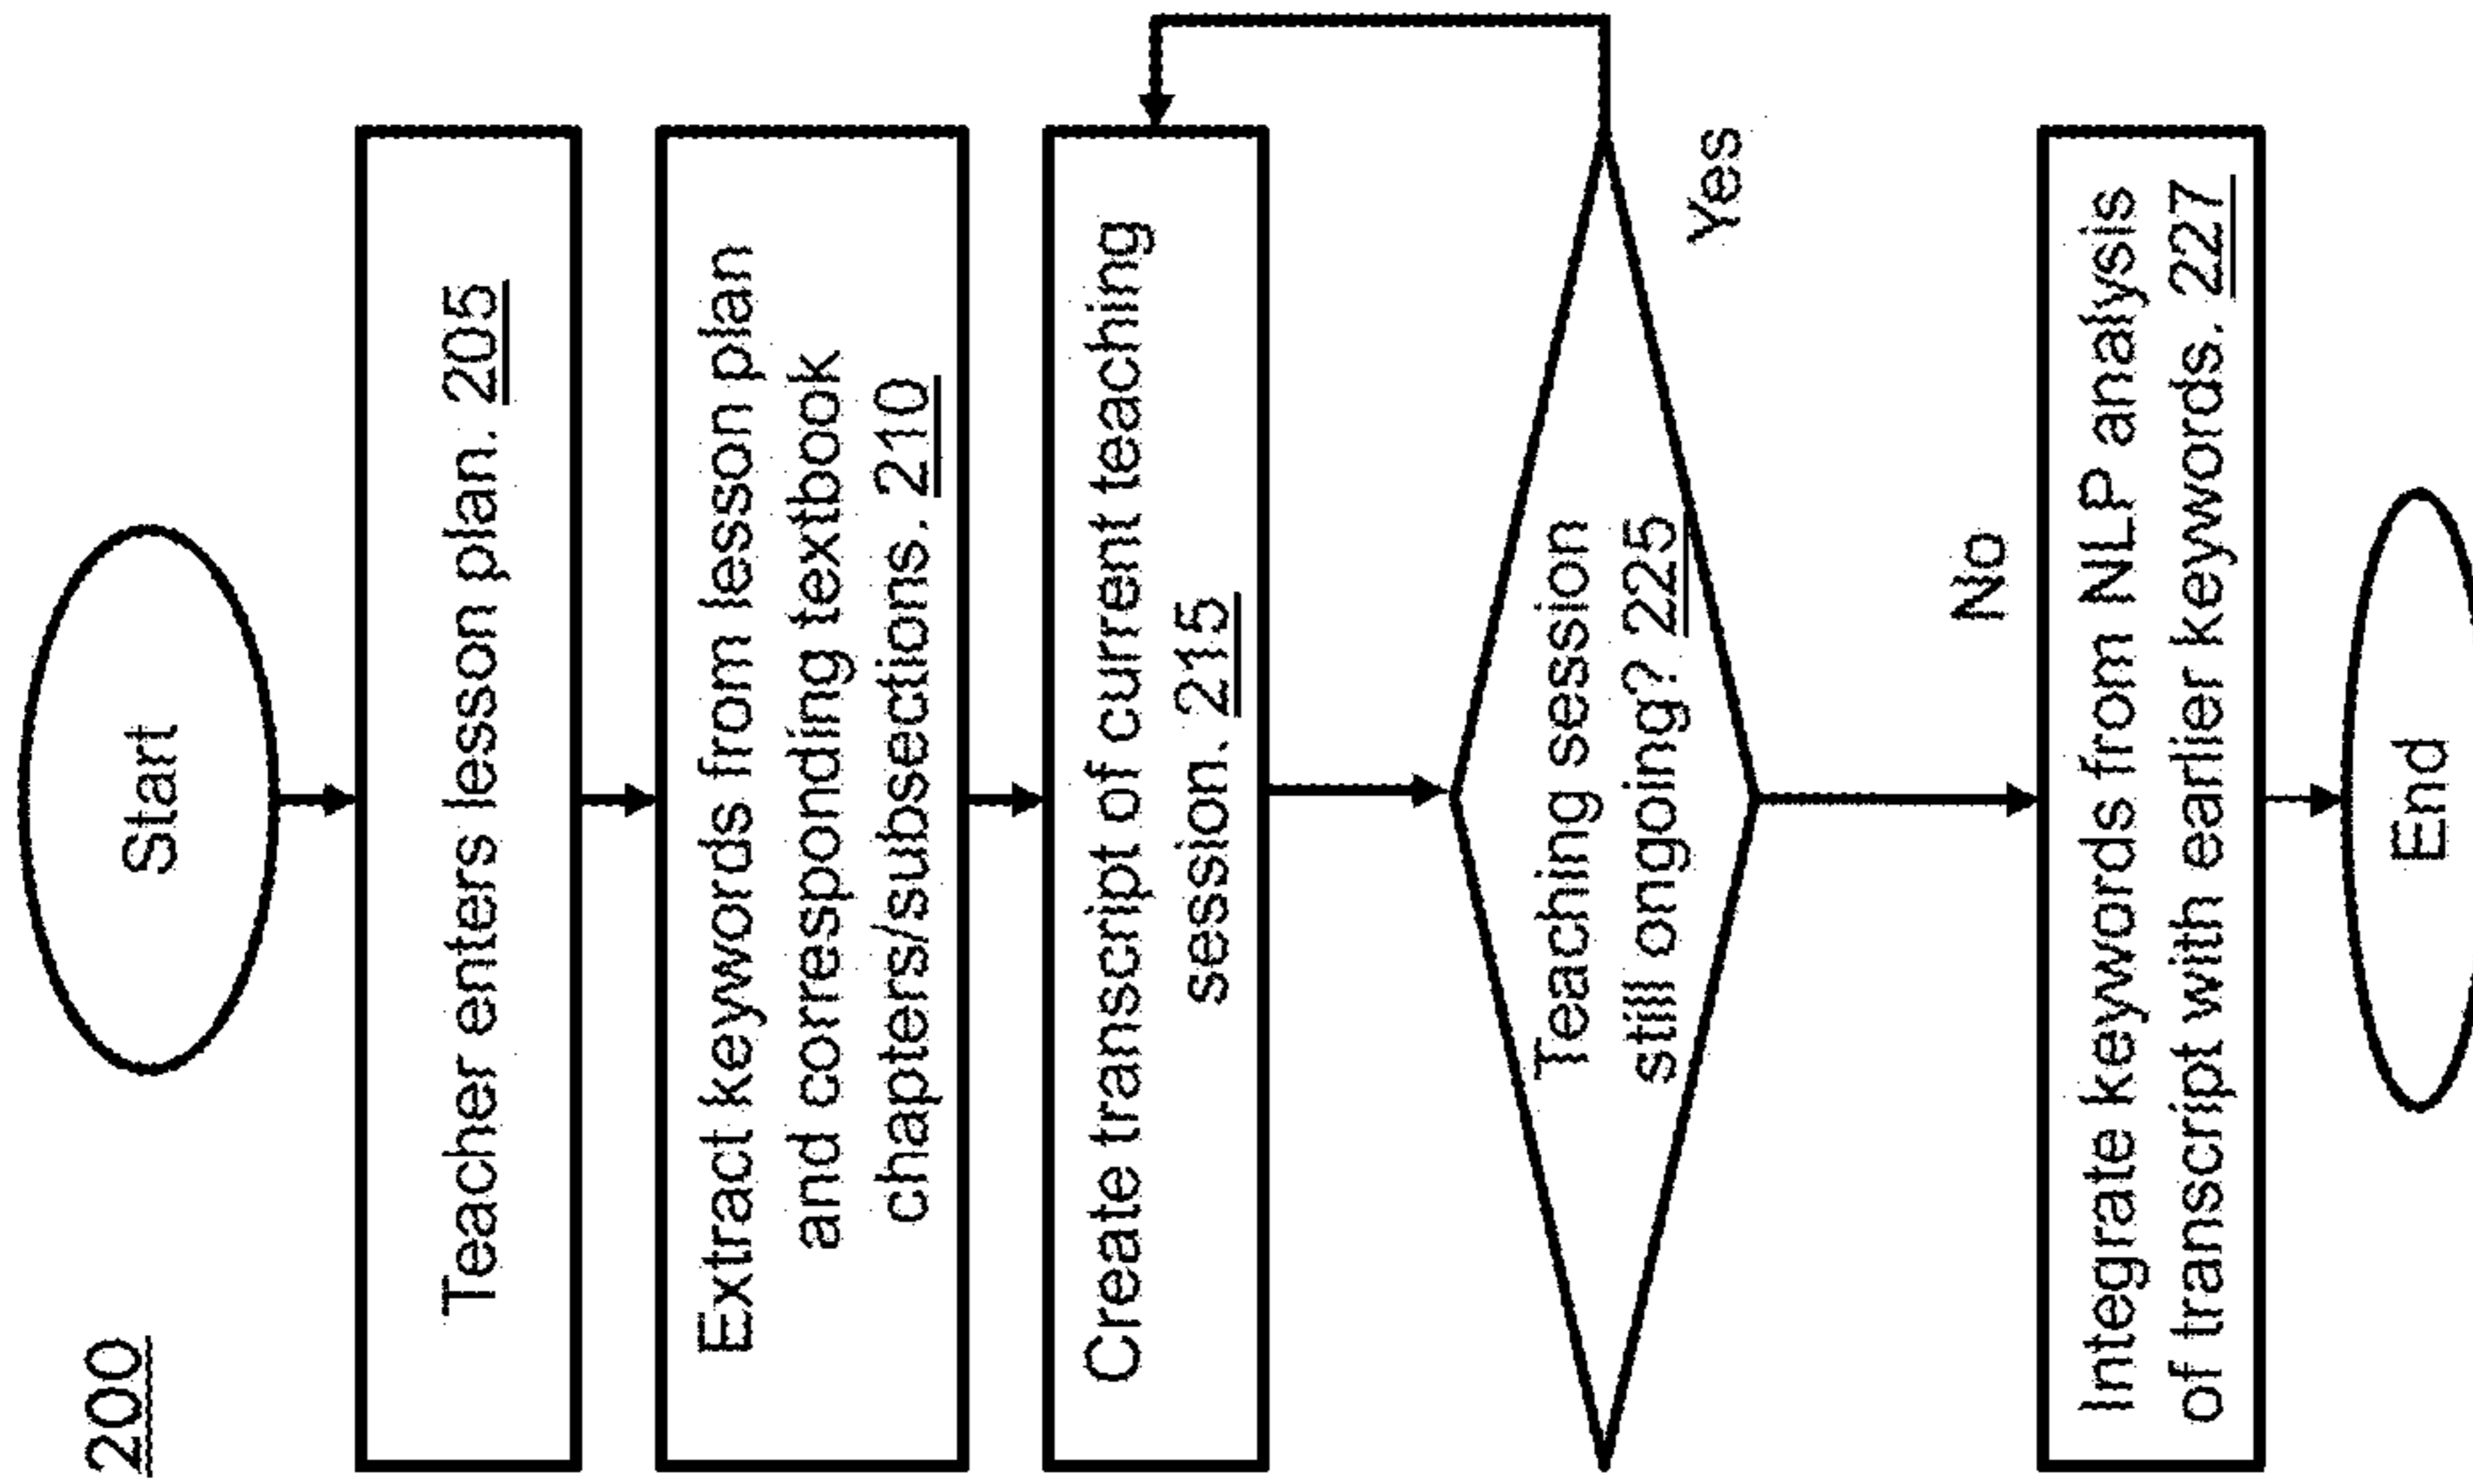 200
Start
Teacher enters lesson plan. 205
Extract keywords from lesson plan
and corresponding textbook
chapters/subsections. 210
Create transcript of current teaching
session. 215
Teaching session
still ongoing? 225
Yes
No
Integrate keywords from NLP analysis
of transcript with earlier keywords. 227
End